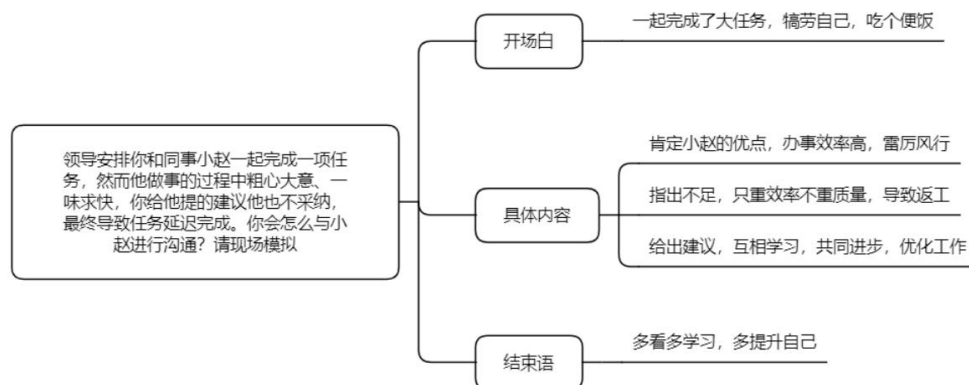 领导安排你和同事小赵一起完成一项任
务，然而他做事的过程中粗心大意、一
味求快，你给他提的建议他也不采纳，
最终导致任务延迟完成。你会怎么与小
赵进行沟通？请现场模拟
开场白
一起完成了大任务，犒劳自己，吃个便饭
具体内容
肯定小赵的优点，办事效率高，雷厉风行
指出不足，只重效率不重质量，导致返工
给出建议，互相学习，共同进步，优化工作
结束语
多看多学习，多提升自己